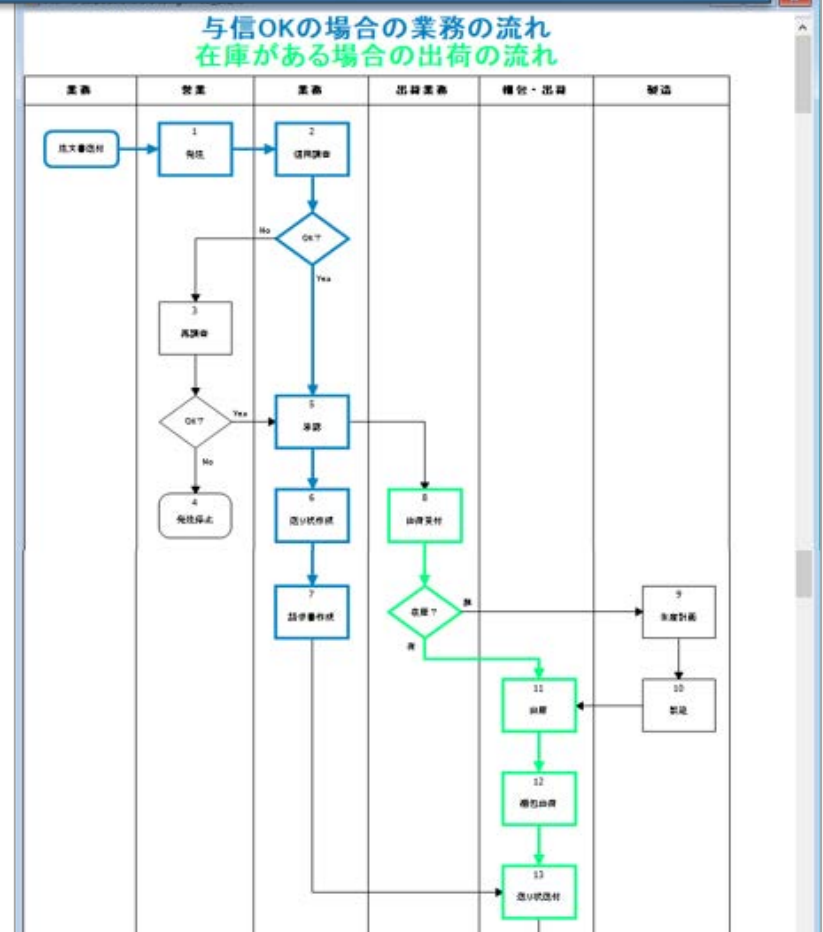 与信OKの場合の業務の流れ
在庫がある場合の出荷の流れ
業務
営業
業務
出荷業務
梱包・出荷
製造
注文書送付
1
発注
2
信用調査
OK?
No
Yes
3
再調査
OK?
Yes
No
4
発注停止
5
承認
6
送り状作成
7
請求書作成
8
出荷受付
在庫?
無
有
9
生産計画
10
製造
11
出庫
12
梱包出荷
13
送り状送付